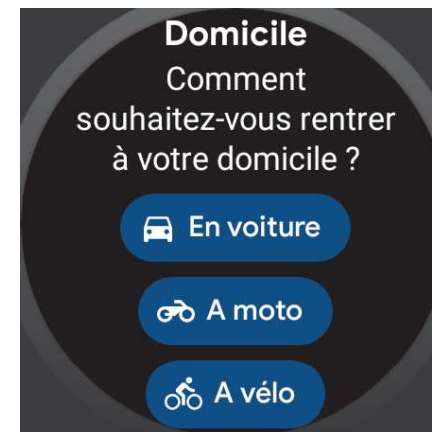 Domicile
Comment
souhaitez-vous rentrer
à votre domicile ?
En voiture
A moto
A vélo